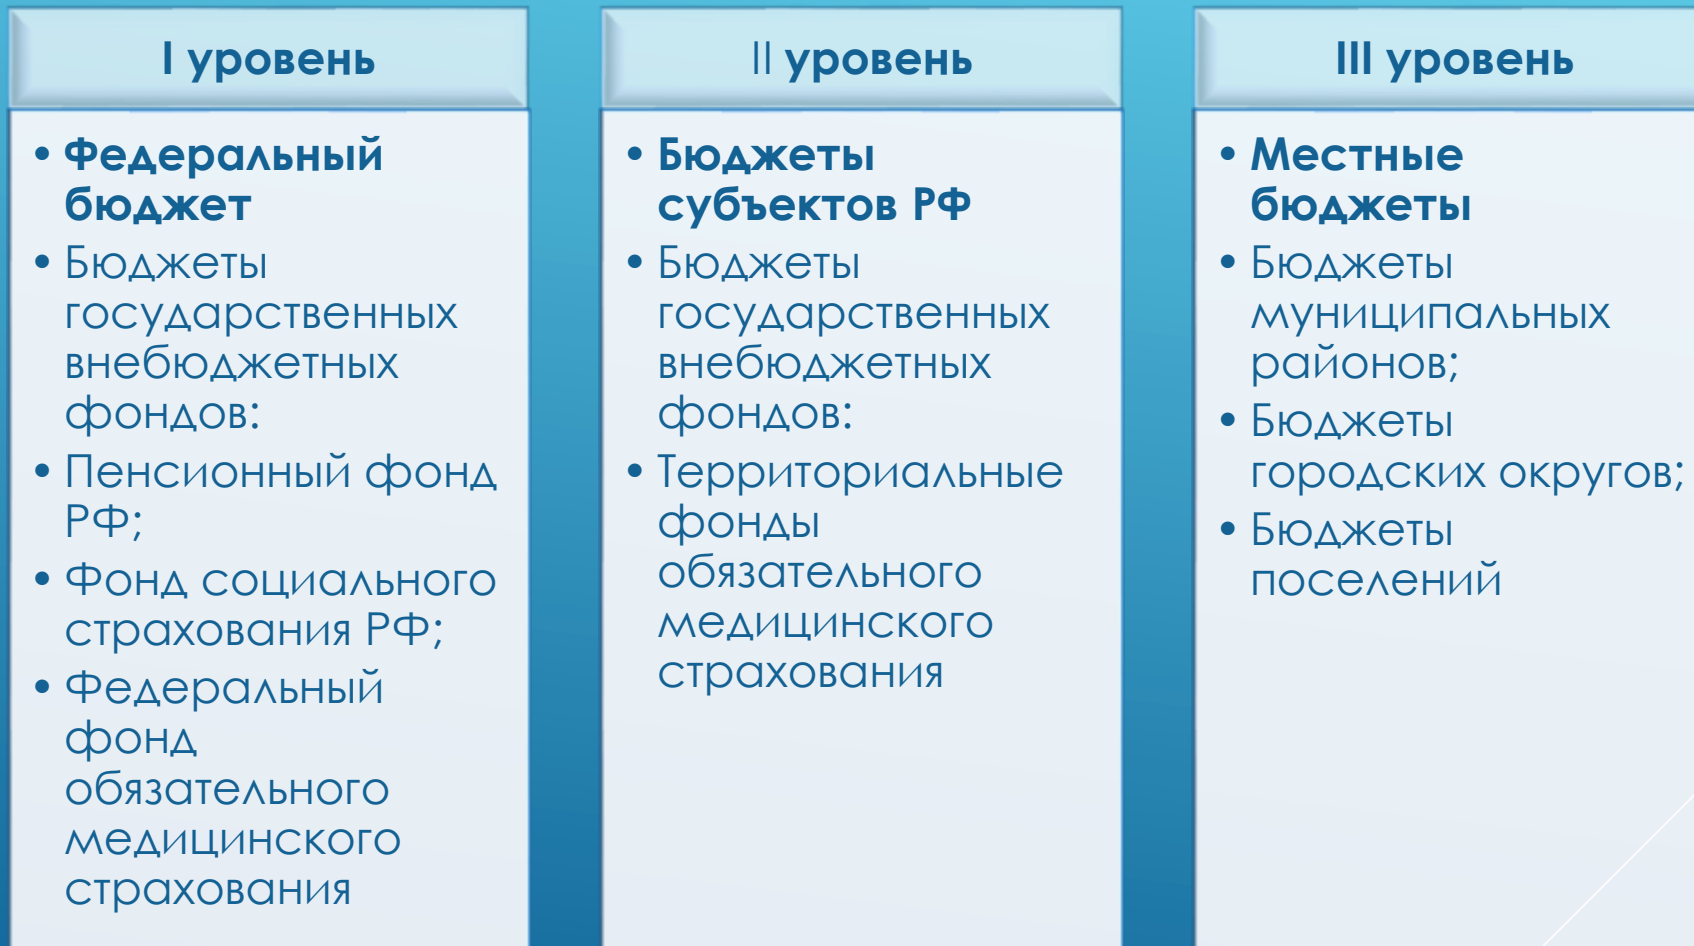 I уровень
• Федеральный
бюджет
• Бюджеты
государственных
внебюджетных
фондов:
• Пенсионный фонд
РФ;
• Фонд социального
страхования РФ;
• Федеральный
фонд
обязательного
медицинского
страхования
II уровень
• Бюджеты
субъектов РФ
• Бюджеты
государственных
внебюджетных
фондов:
• Территориальные
фонды
обязательного
медицинского
страхования
III уровень
• Местные
бюджеты
• Бюджеты
муниципальных
районов;
• Бюджеты
городских округов;
• Бюджеты
поселений